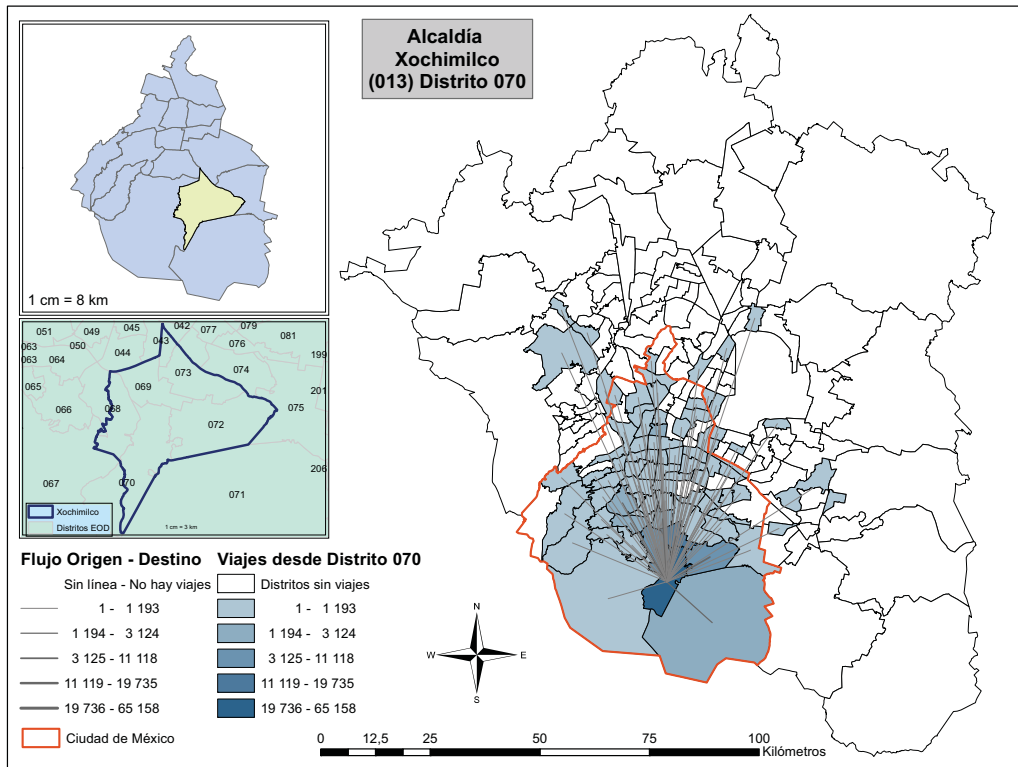 Alcaldía
Xochimilco
(013) Distrito 070
1 cm = 8 km
051
049
045
042
077
079
081
063
050
044
043
076
199
063
064
074
065
069
073
201
066
068
072
075
067
070
071
206
Xochimilco
Distritos EOD
1 cm = 3 km
Flujo Origen - Destino
Sin línea - No hay viajes
1 - 1 193
1 194 - 3 124
3 125 - 11 118
11 119 - 19 735
19 736 - 65 158
Ciudad de México
Viajes desde Distrito 070
Distritos sin viajes
1 - 1 193
1 194 - 3 124
3 125 - 11 118
11 119 - 19 735
19 736 - 65 158
N
W E
S
0 12,5 25 50 75 100
Kilómetros